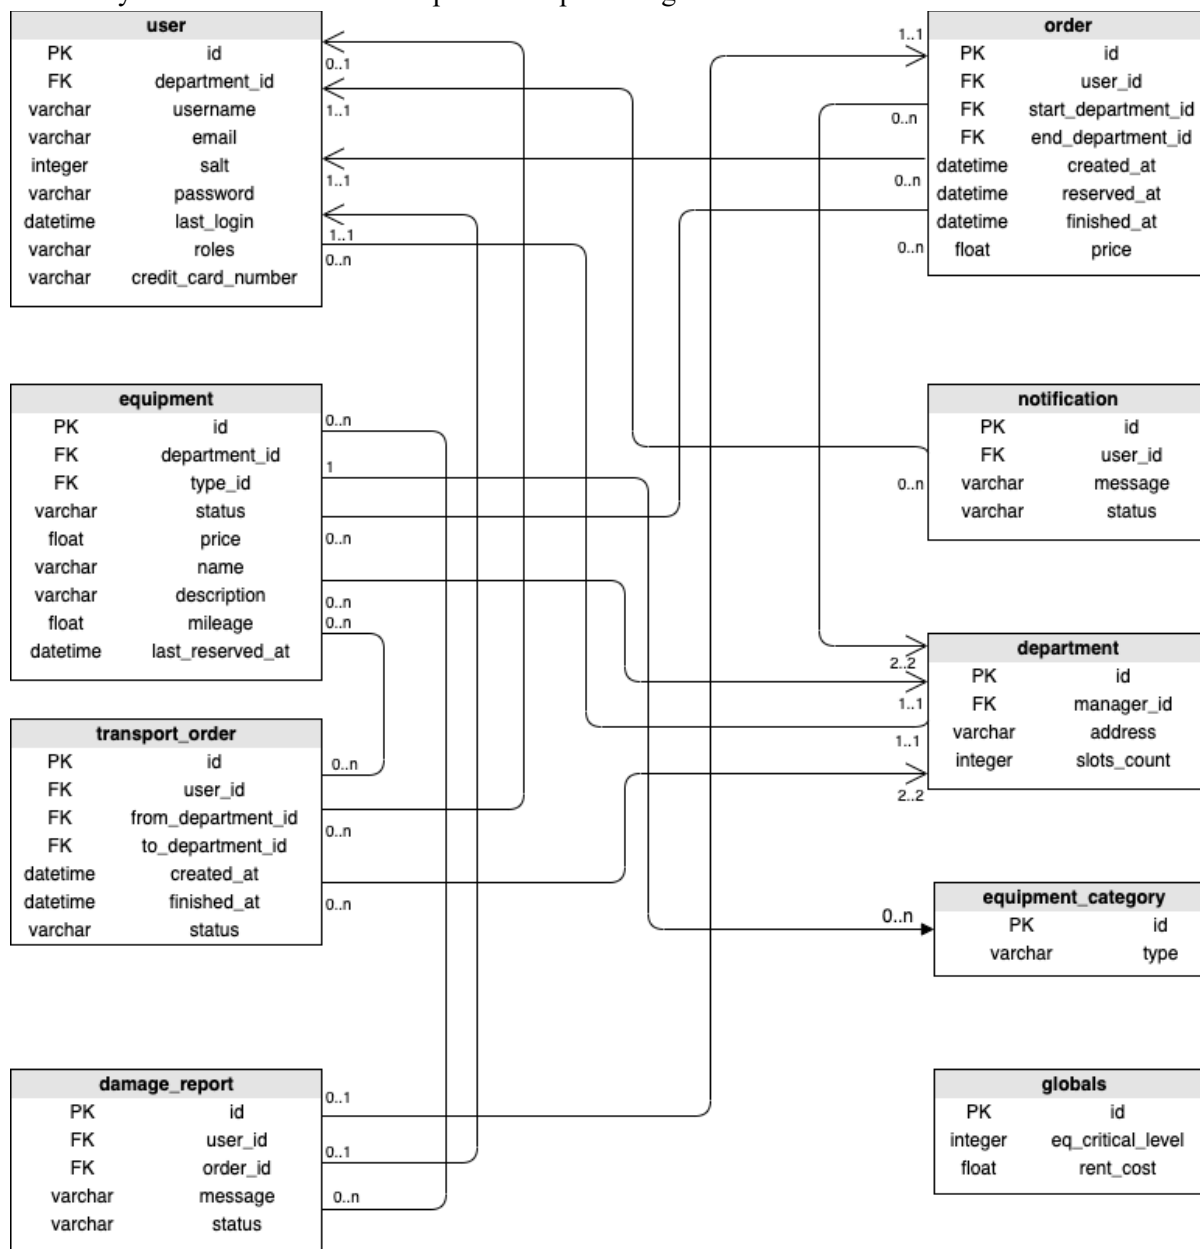 user
PK id
FK department_id
varchar username
varchar email
integer salt
varchar password
datetime last_login
varchar roles
varchar credit_card_number
0..1
1..1
1..1
1..1
0..n
order
PK id
FK user_id
FK start_department_id
FK end_department_id
datetime created_at
datetime reserved_at
datetime finished_at
float price
1..1
0..n
0..n
0..n
equipment
PK id
FK department_id
FK type_id
varchar status
float price
varchar name
varchar description
float mileage
datetime last_reserved_at
0..n
1
0..n
0..n
0..n
notification
PK id
FK user_id
varchar message
varchar status
0..n
department
PK id
FK manager_id
varchar address
integer slots_count
2..2
1..1
1..1
2..2
transport_order
PK id
FK user_id
FK from_department_id
FK to_department_id
datetime created_at
datetime finished_at
varchar status
0..n
0..n
0..n
equipment_category
PK id
varchar type
0..n
damage_report
PK id
FK user_id
FK order_id
varchar message
varchar status
0..1
0..1
0..n
globals
PK id
integer eq_critical_level
float rent_cost